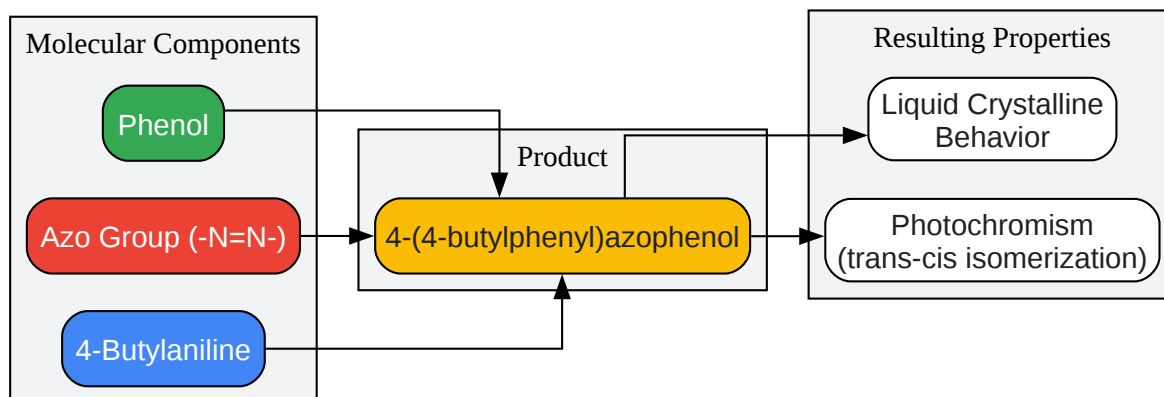 Molecular Components
Phenol
Azo Group (-N=N-)
4-Butylaniline
Product
4-(4-butylphenyl)azophenol
Resulting Properties
Liquid Crystalline
Behavior
Photochromism
(trans-cis isomerization)